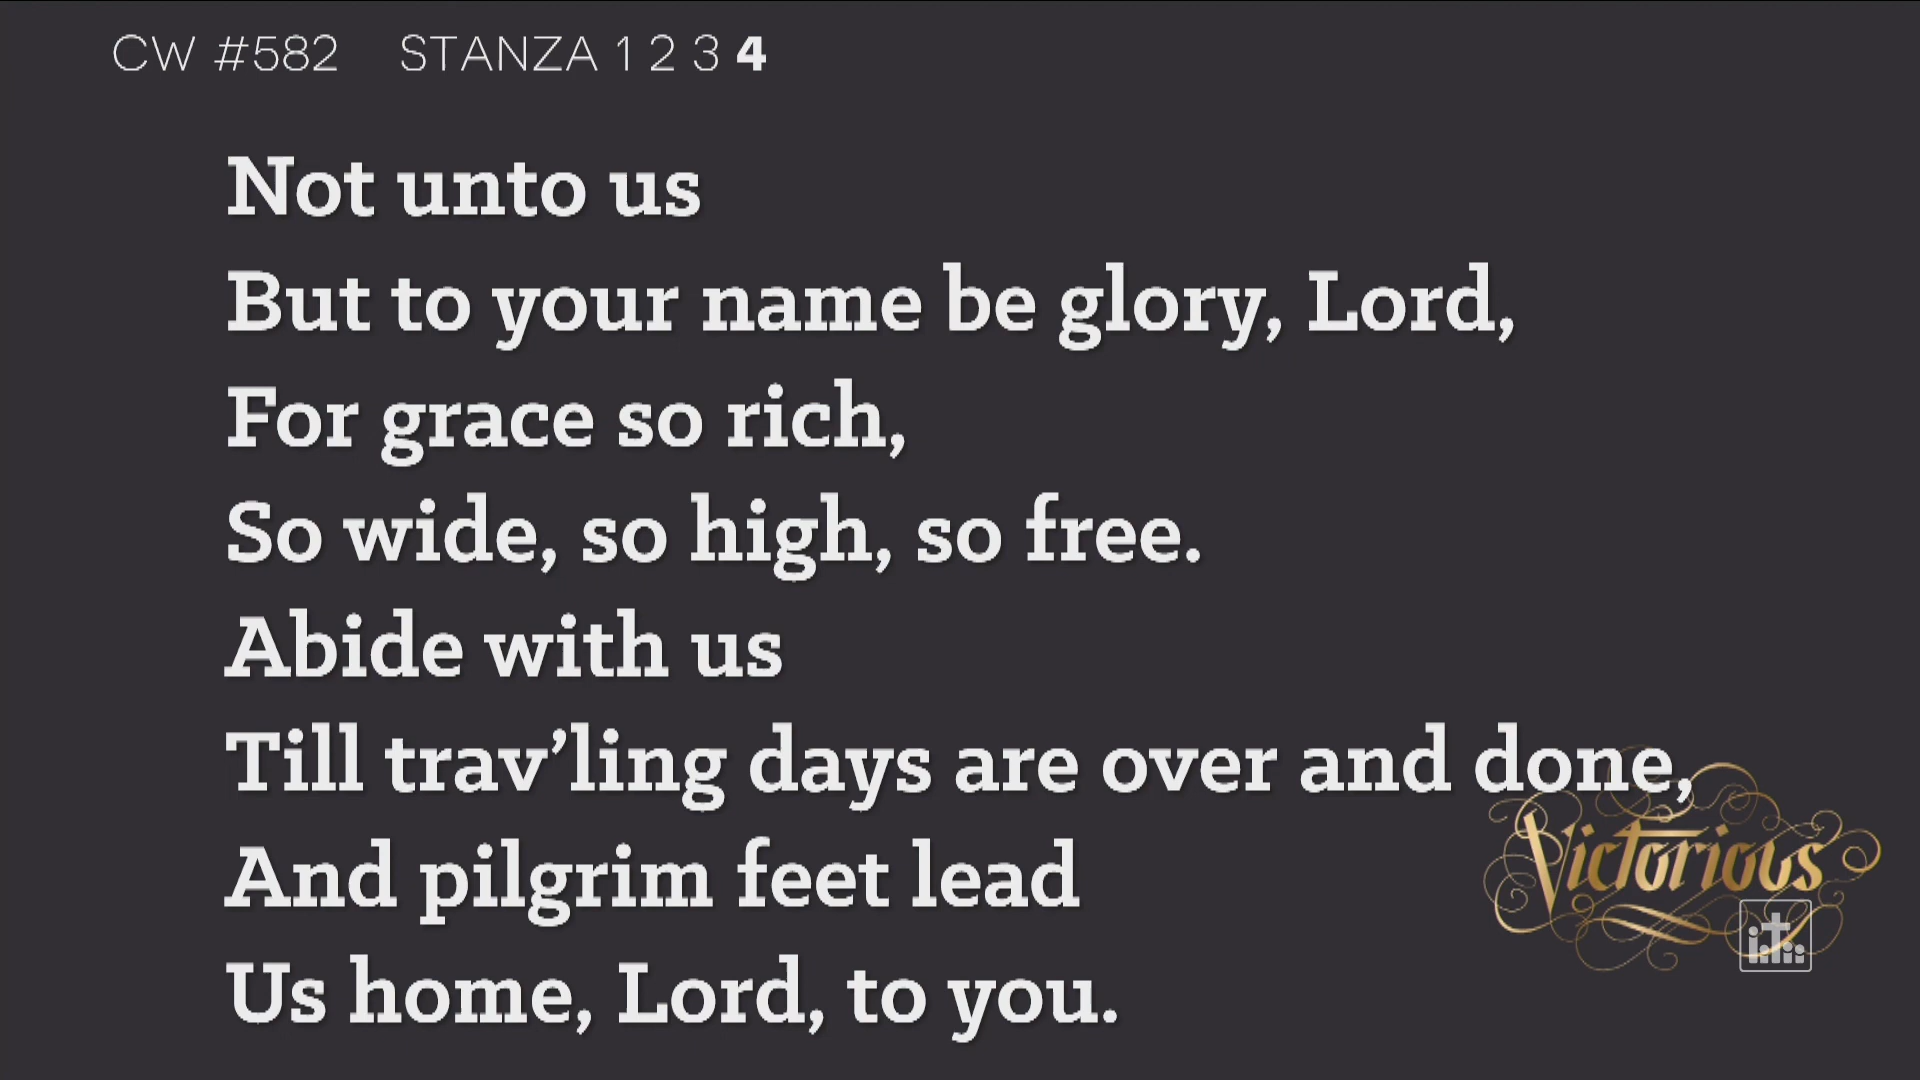 CW #582 STANZA 1 2 3 4
Not unto us
But to your name be glory, Lord,
For grace so rich,
So wide, so high, so free.
Abide with us
Till trav’ling days are over and done,
And pilgrim feet lead
Us home, Lord, to you.
Victorious